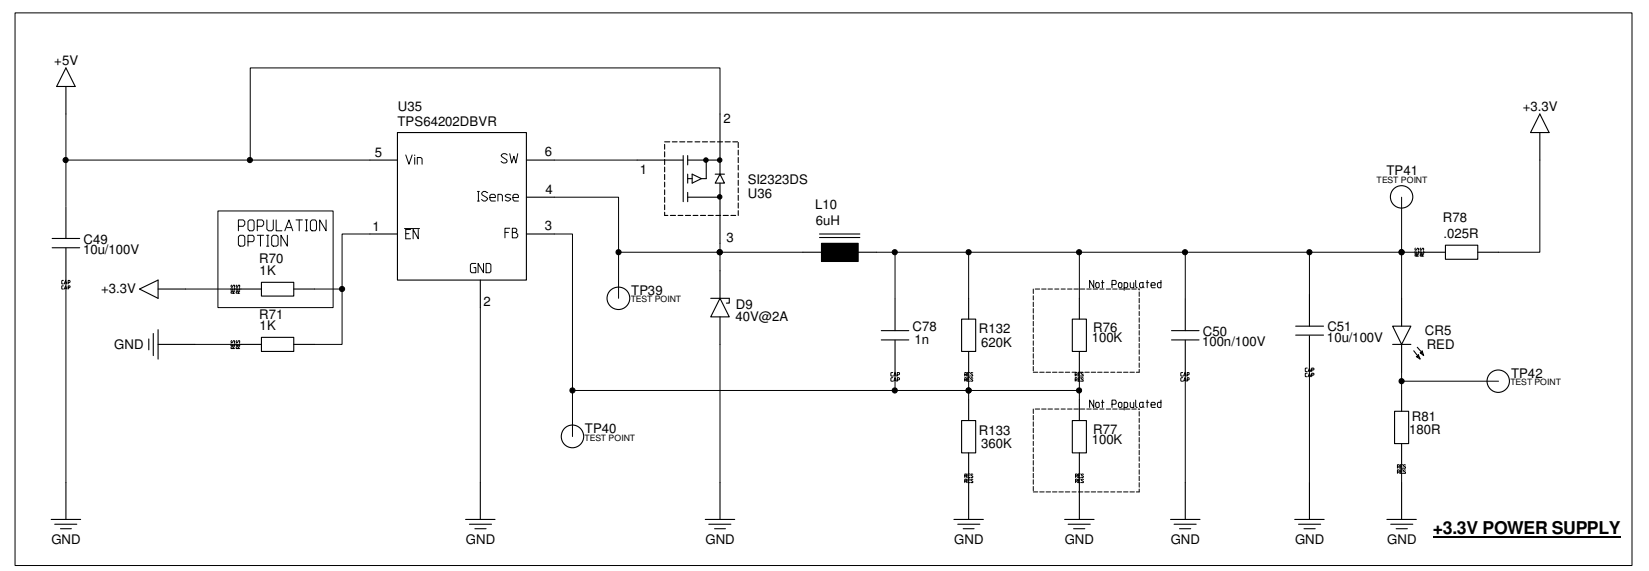 +5V
U35
TPS64202DBVR
5
Vin
SW
6
ISense
4
1
EN
FB
3
GND
2
2
1
SI2323DS
U36
3
C49
10u/100V
POPULATION
OPTION
R70
1K
+3.3V
R71
1K
GND
TP39
TEST POINT
D9
40V@2A
L10
6uH
TP40
TEST POINT
C78
1n
R132
620K
R133
360K
Not Populated
R76
100K
Not Populated
R77
100K
C50
100n/100V
C51
10u/100V
TP41
TEST POINT
R78
.025R
+3.3V
CR5
RED
TP42
TEST POINT
R81
180R
GND
GND
GND
GND
GND
GND
GND
GND
+3.3V POWER SUPPLY